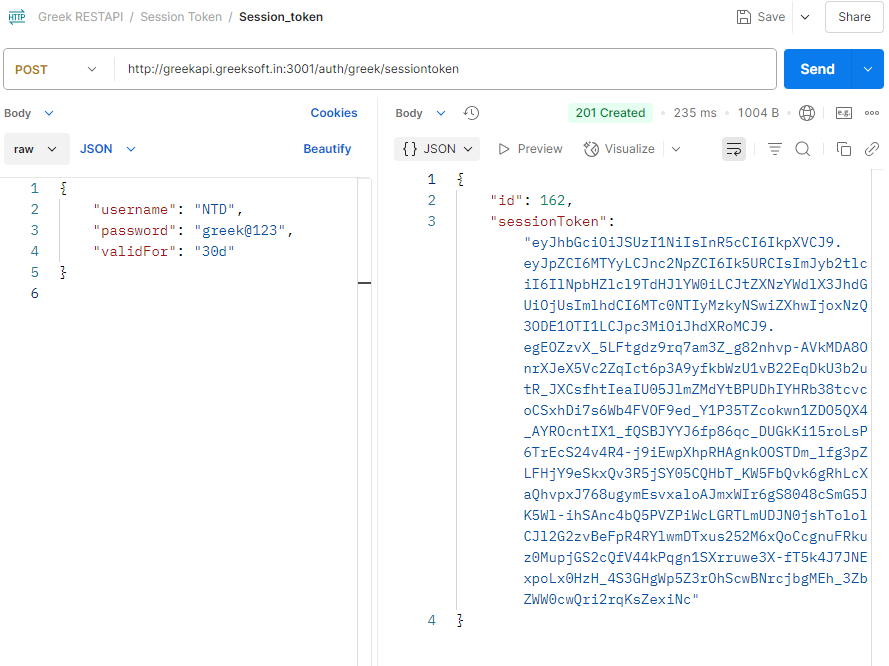 HTTP Greek RESTAPI / Session Token / Session_token Save Share
POST http://greekapi.greeksoft.in:3001/auth/greek/sessiontoken Send
Body Cookies
raw JSON Beautify
1 {
2 "username": "NTD",
3 "password": "greek@123",
4 "validFor": "30d"
5 }
6
Body 201 Created • 235 ms • 1004 B • e.g.
{} JSON Preview Visualize
1 {
2 "id": 162,
3 "sessionToken":
"eyJhbGciOiJSUzI1NiIsInR5cCI6IkpXVCJ9.
eyJpZCI6MTYyLCJnc2NpZCI6Ik5URCIsImJyb2tlc
iI6IlNpbHZlcl9TdHJlYW0iLCJtZXNzYWdlX3JhdG
UiOjUsImlhdCI6MTc0NTIyMzkyNSwiZXhwIjoxNzQ
3ODE1OTI1LCJpc3MiOiJhdXRoMCJ9.
egEOZzvX_5LFtgdz9rq7am3Z_g82nhvp-AVkMDA8O
nrXJeX5Vc2ZqIct6p3A9yfkbWzU1vB22EqDkU3b2u
tR_JXCsfhtIeaIU05JlmZMdYtBPUDhIYHRb38tcvc
oCSxhDi7s6Wb4FVOF9ed_Y1P35TZcokwn1ZDO5QX4
_AYROcntIX1_fQSBJYYJ6fp86qc_DUGkKi15roLsP
6TrEcS24v4R4-j9iEwpXhpRHAgnkOOSTDm_lfg3pZ
LFHjY9eSkxQv3R5jSY05CQHbT_KW5FbQvk6gRhLcX
aQhvpxJ768ugymEsvxaloAJmxWIr6gS8048cSmG5J
K5Wl-ihSAnc4bQ5PVZPiWcLGRTLmUDJN0jshTolol
CJl2G2zvBeFpR4RYlwmDTxus252M6xQoCcgnuFRku
z0MupjGS2cQfV44kPqgn1SXrruwe3X-fT5k4J7JNE
xpoLx0HzH_4S3GHgWp5Z3rOhScwBNrcjbgMEh_3Zb
ZWW0cwQri2rqKsZexiNc"
4 }